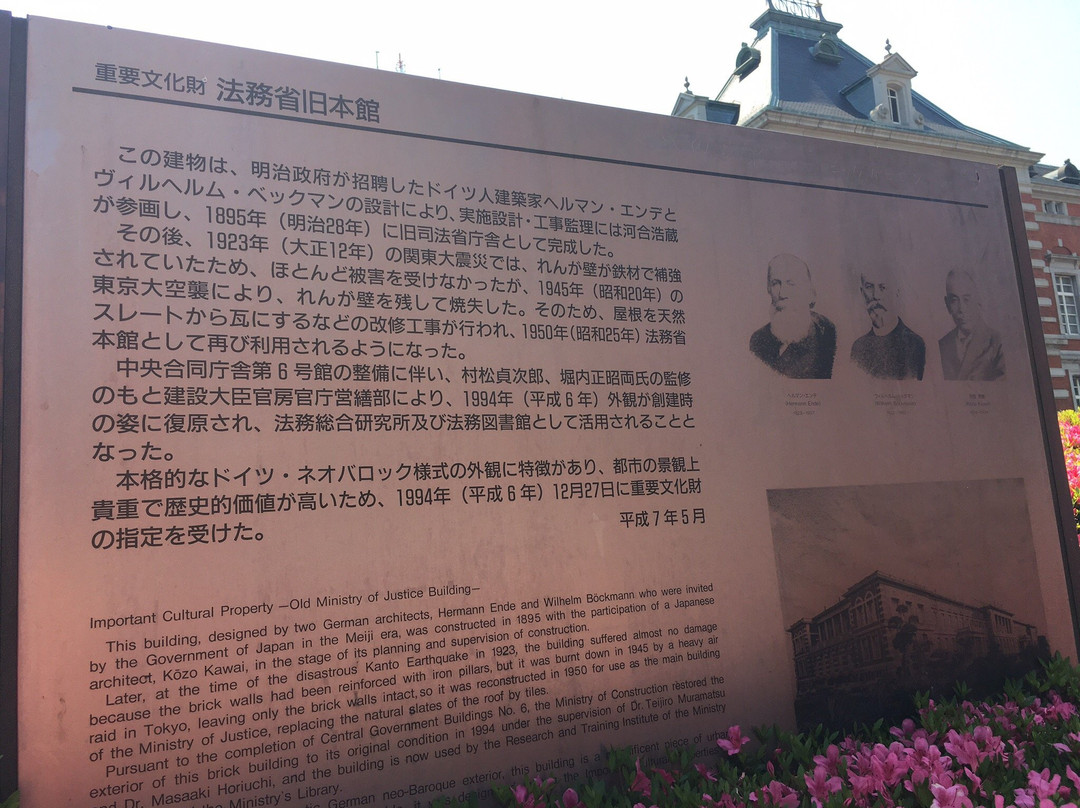 重要文化財 法務省旧本館
この建物は、明治政府が招聘したドイツ人建築家ヘルマン・エンデと
ヴィルヘルム・ベックマンの設計により、実施設計・工事監理には河合浩蔵
が参画し、1895年（明治28年）に旧司法省庁舎として完成した。
その後、1923年（大正12年）の関東大震災では、れんが壁が鉄材で補強
されていたため、ほとんど被害を受けなかったが、1945年（昭和20年）の
東京大空襲により、れんが壁を残して焼失した。そのため、屋根を天然
スレートから瓦にするなどの改修工事が行われ、1950年（昭和25年）法務省
本館として再び利用されるようになった。
中央合同庁舎第6号館の整備に伴い、村松貞次郎、堀内正昭両氏の監修
のもと建設大臣官房官庁営繕部により、1994年（平成6年）外観が創建時
の姿に復原され、法務総合研究所及び法務図書館として活用されることと
なった。
本格的なドイツ・ネオバロック様式の外観に特徴があり、都市の景観上
貴重で歴史的価値が高いため、1994年（平成6年）12月27日に重要文化財
の指定を受けた。
平成7年5月
Important Cultural Property —Old Ministry of Justice Building—
This building, designed by two German architects, Hermann Ende and Wilhelm Böckmann who were invited
by the Government of Japan in the Meiji era, was constructed in 1895 with the participation of a Japanese
architect, Kōzo Kawai, in the stage of its planning and supervision of construction.
Later, at the time of the disastrous Kanto Earthquake in 1923, the building suffered almost no damage
because the brick walls had been reinforced with iron pillars, but it was burnt down in 1945 by a heavy air
raid in Tokyo, leaving only the brick walls intact, so it was reconstructed in 1950 for use as the main building
of the Ministry of Justice, replacing the natural slates of the roof by tiles.
Pursuant to the completion of Central Government Buildings No. 6, the Ministry of Construction restored the
exterior of this brick building to its original condition in 1994 under the supervision of Dr. Teijiro Muramatsu
and Dr. Masaaki Horiuchi, and the building is now used by the Research and Training Institute of the Ministry
the Ministry's Library.
German neo-Baroque exterior, this building is a
ヘルマン・エンデ
Hermann Ende